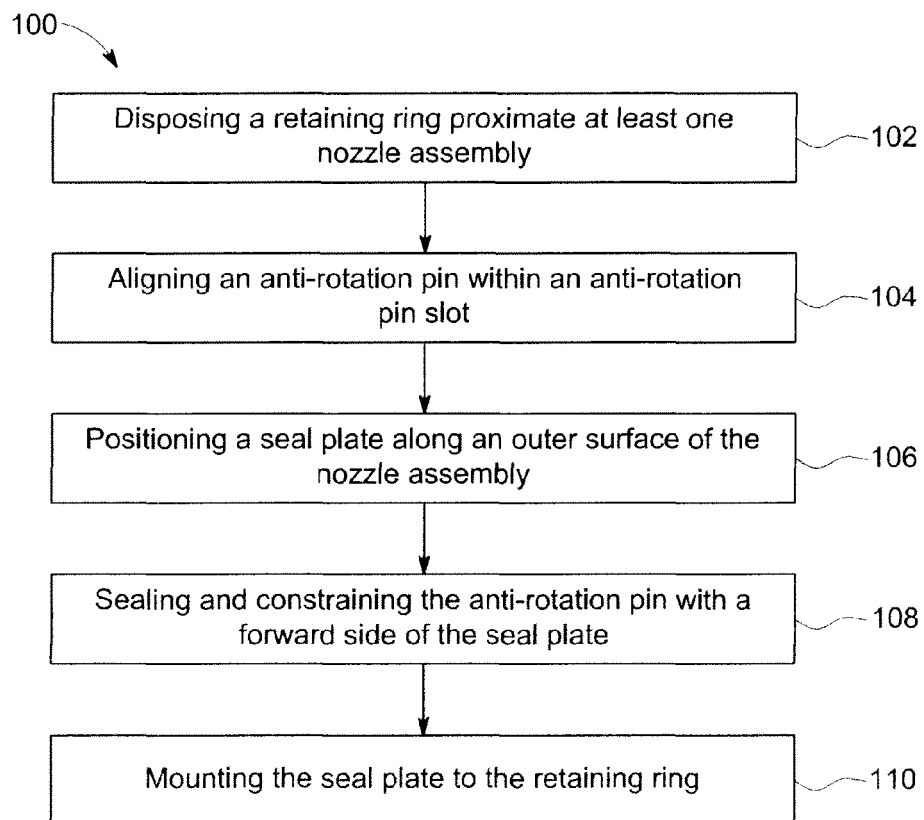 100
Disposing a retaining ring proximate at least one
nozzle assembly
102
Aligning an anti-rotation pin within an anti-rotation
pin slot
104
Positioning a seal plate along an outer surface of the
nozzle assembly
106
Sealing and constraining the anti-rotation pin with a
forward side of the seal plate
108
Mounting the seal plate to the retaining ring
110